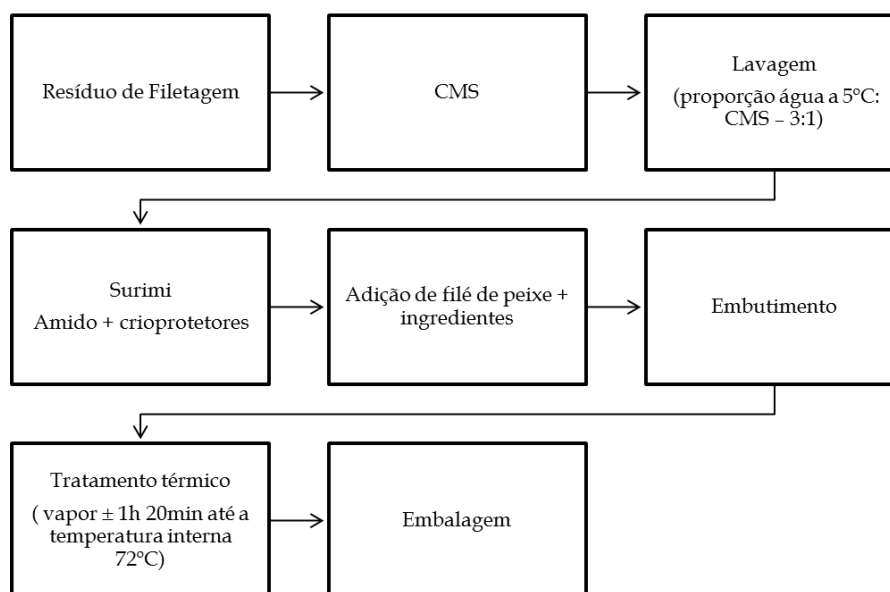 Resíduo de Filetagem
CMS
Lavagem
(proporção água a 5°C:
CMS – 3:1)
Surimi
Amido + crioprotetores
Adição de filé de peixe +
ingredientes
Embutimento
Tratamento térmico
( vapor ± 1h 20min até a
temperatura interna
72°C)
Embalagem